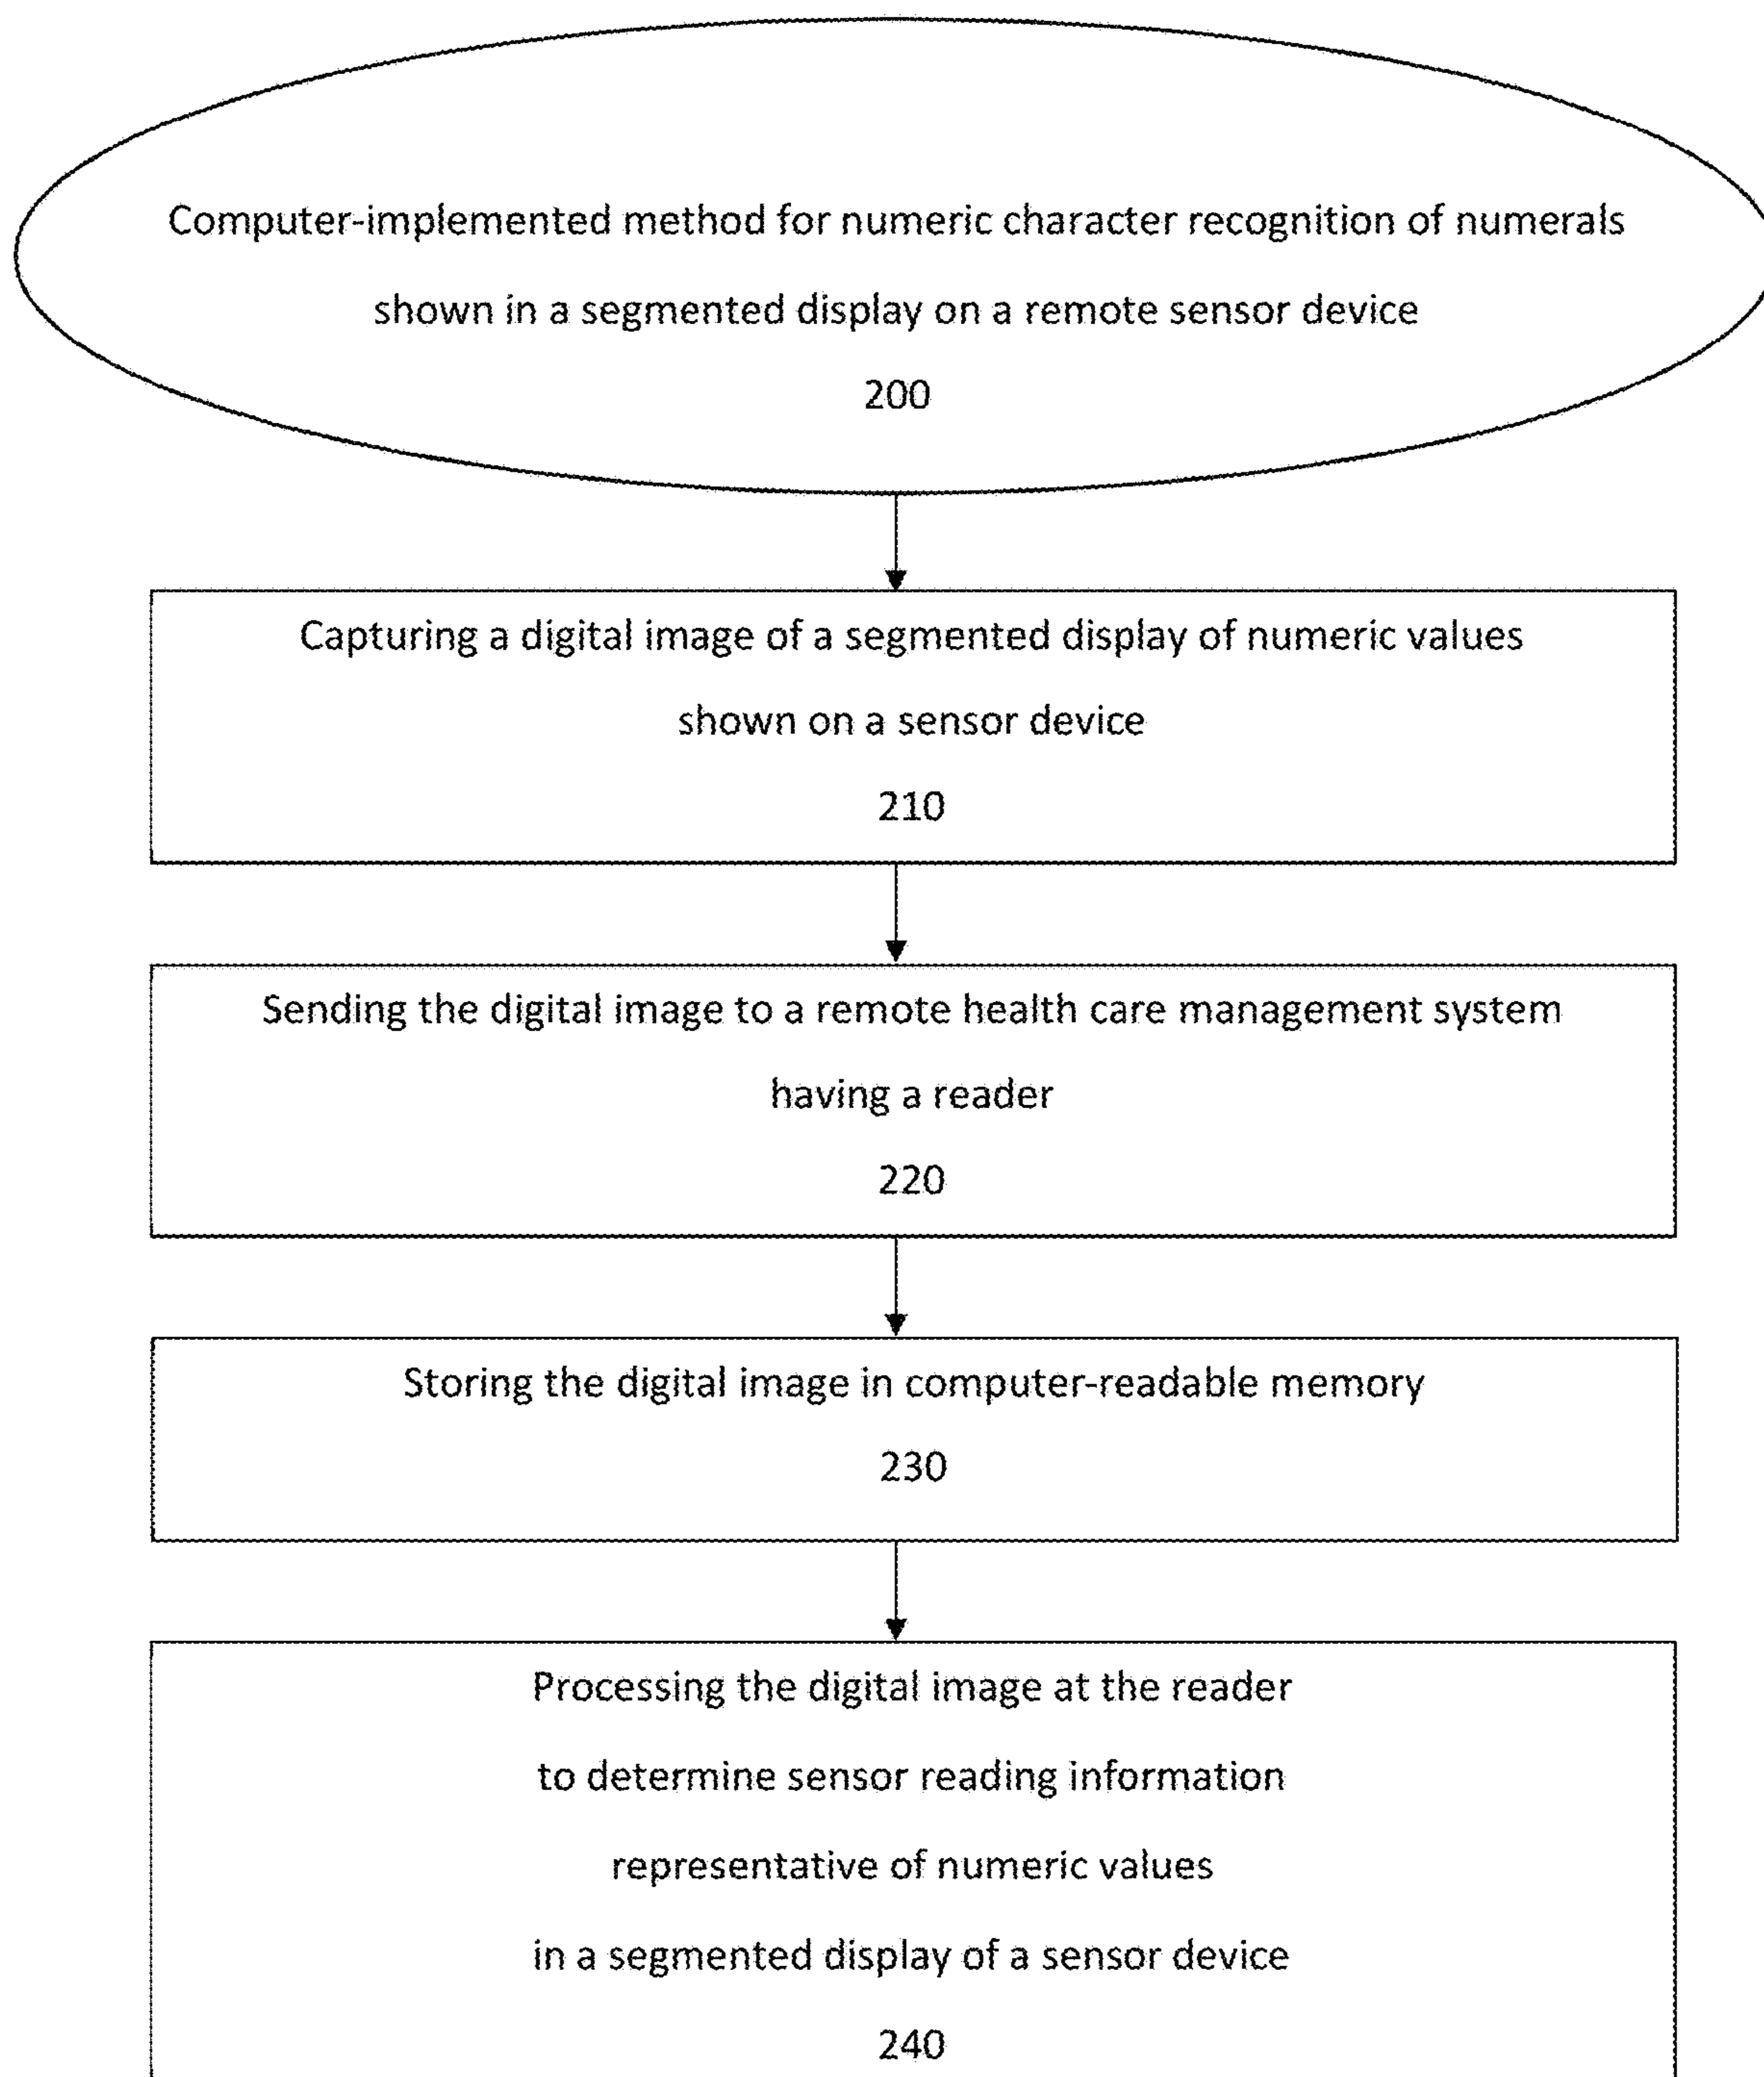 Computer-implemented method for numeric character recognition of numerals
shown in a segmented display on a remote sensor device
200
Capturing a digital image of a segmented display of numeric values
shown on a sensor device
210
Sending the digital image to a remote health care management system
having a reader
220
Storing the digital image in computer-readable memory
230
Processing the digital image at the reader
to determine sensor reading information
representative of numeric values
in a segmented display of a sensor device
240